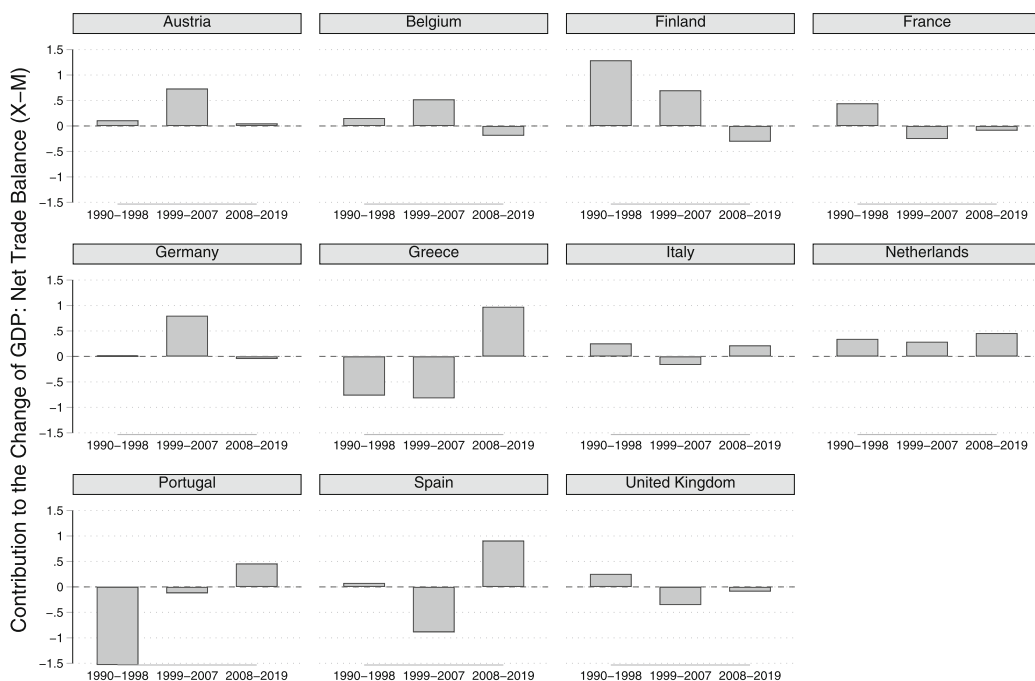 Contribution to the Change of GDP: Net Trade Balance (X−M)
Austria
Belgium
Finland
France
1.5
1
.5
0
−.5
−1
−1.5
1990−1998 1999−2007 2008−2019
1990−1998 1999−2007 2008−2019
1990−1998 1999−2007 2008−2019
1990−1998 1999−2007 2008−2019
Germany
Greece
Italy
Netherlands
1.5
1
.5
0
−.5
−1
−1.5
1990−1998 1999−2007 2008−2019
1990−1998 1999−2007 2008−2019
1990−1998 1999−2007 2008−2019
1990−1998 1999−2007 2008−2019
Portugal
Spain
United Kingdom
1.5
1
.5
0
−.5
−1
−1.5
1990−1998 1999−2007 2008−2019
1990−1998 1999−2007 2008−2019
1990−1998 1999−2007 2008−2019